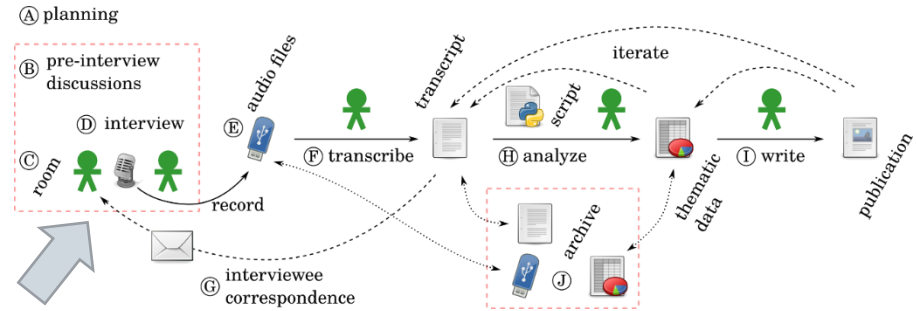 Ⓐ planning
Ⓑ pre-interview
discussions
Ⓓ interview
Ⓒ room
record
Ⓔ audio files
Ⓕ transcribe
transcript
Ⓖ interviewee
correspondence
script
Ⓗ analyze
iterate
thematic
data
Ⓘ write
publication
archive
Ⓙ